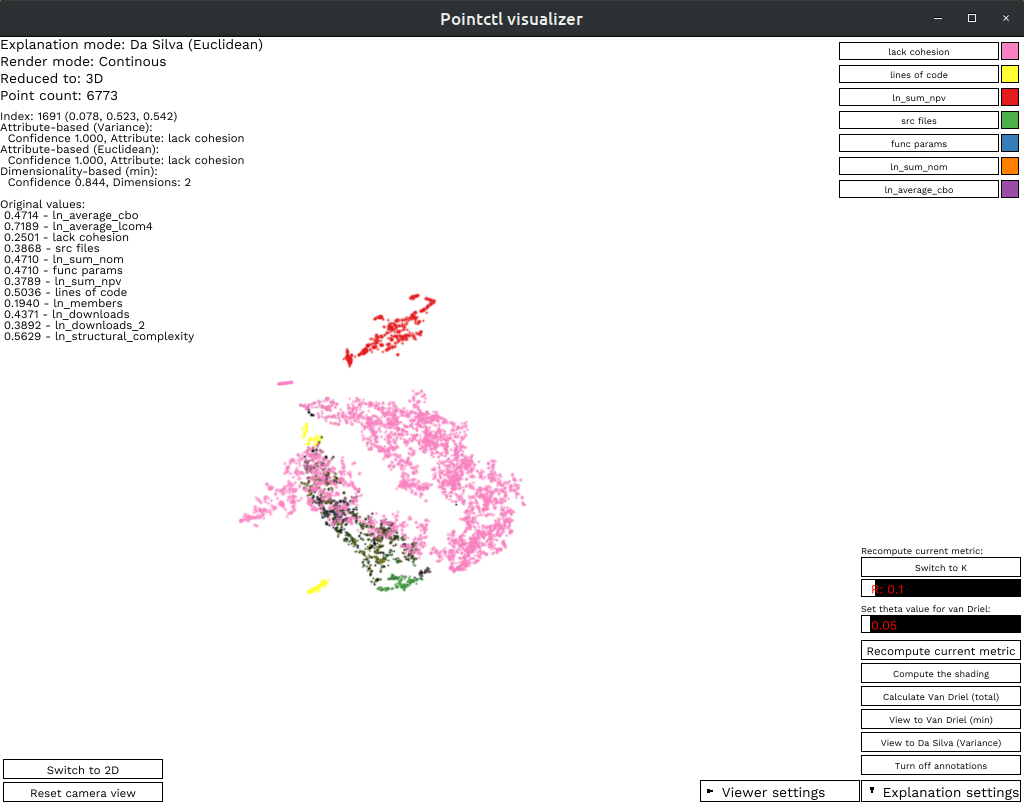 Pointctl visualizer
Explanation mode: Da Silva (Euclidean)
Render mode: Continous
Reduced to: 3D
Point count: 6773
Index: 1691 (0.078, 0.523, 0.542)
Attribute-based (Variance):
Confidence 1.000, Attribute: lack cohesion
Attribute-based (Euclidean):
Confidence 1.000, Attribute: lack cohesion
Dimensionality-based (min):
Confidence 0.844, Dimensions: 2
Original values:
0.4714 - ln_average_cbo
0.7189 - ln_average_lcom4
0.2501 - lack cohesion
0.3868 - src files
0.4710 - ln_sum_nom
0.4710 - func params
0.3789 - ln_sum_npv
0.5036 - lines of code
0.1940 - ln_members
0.4371 - ln_downloads
0.3892 - ln_downloads_2
0.5629 - ln_structural_complexity
lack cohesion
lines of code
ln_sum_npv
src files
func params
ln_sum_nom
ln_average_cbo
Recompute current metric:
Switch to K
R: 0.1
Set theta value for van Driel:
0.05
Recompute current metric
Compute the shading
Calculate Van Driel (total)
View to Van Driel (min)
View to Da Silva (Variance)
Turn off annotations
Switch to 2D
Reset camera view
Viewer settings
Explanation settings